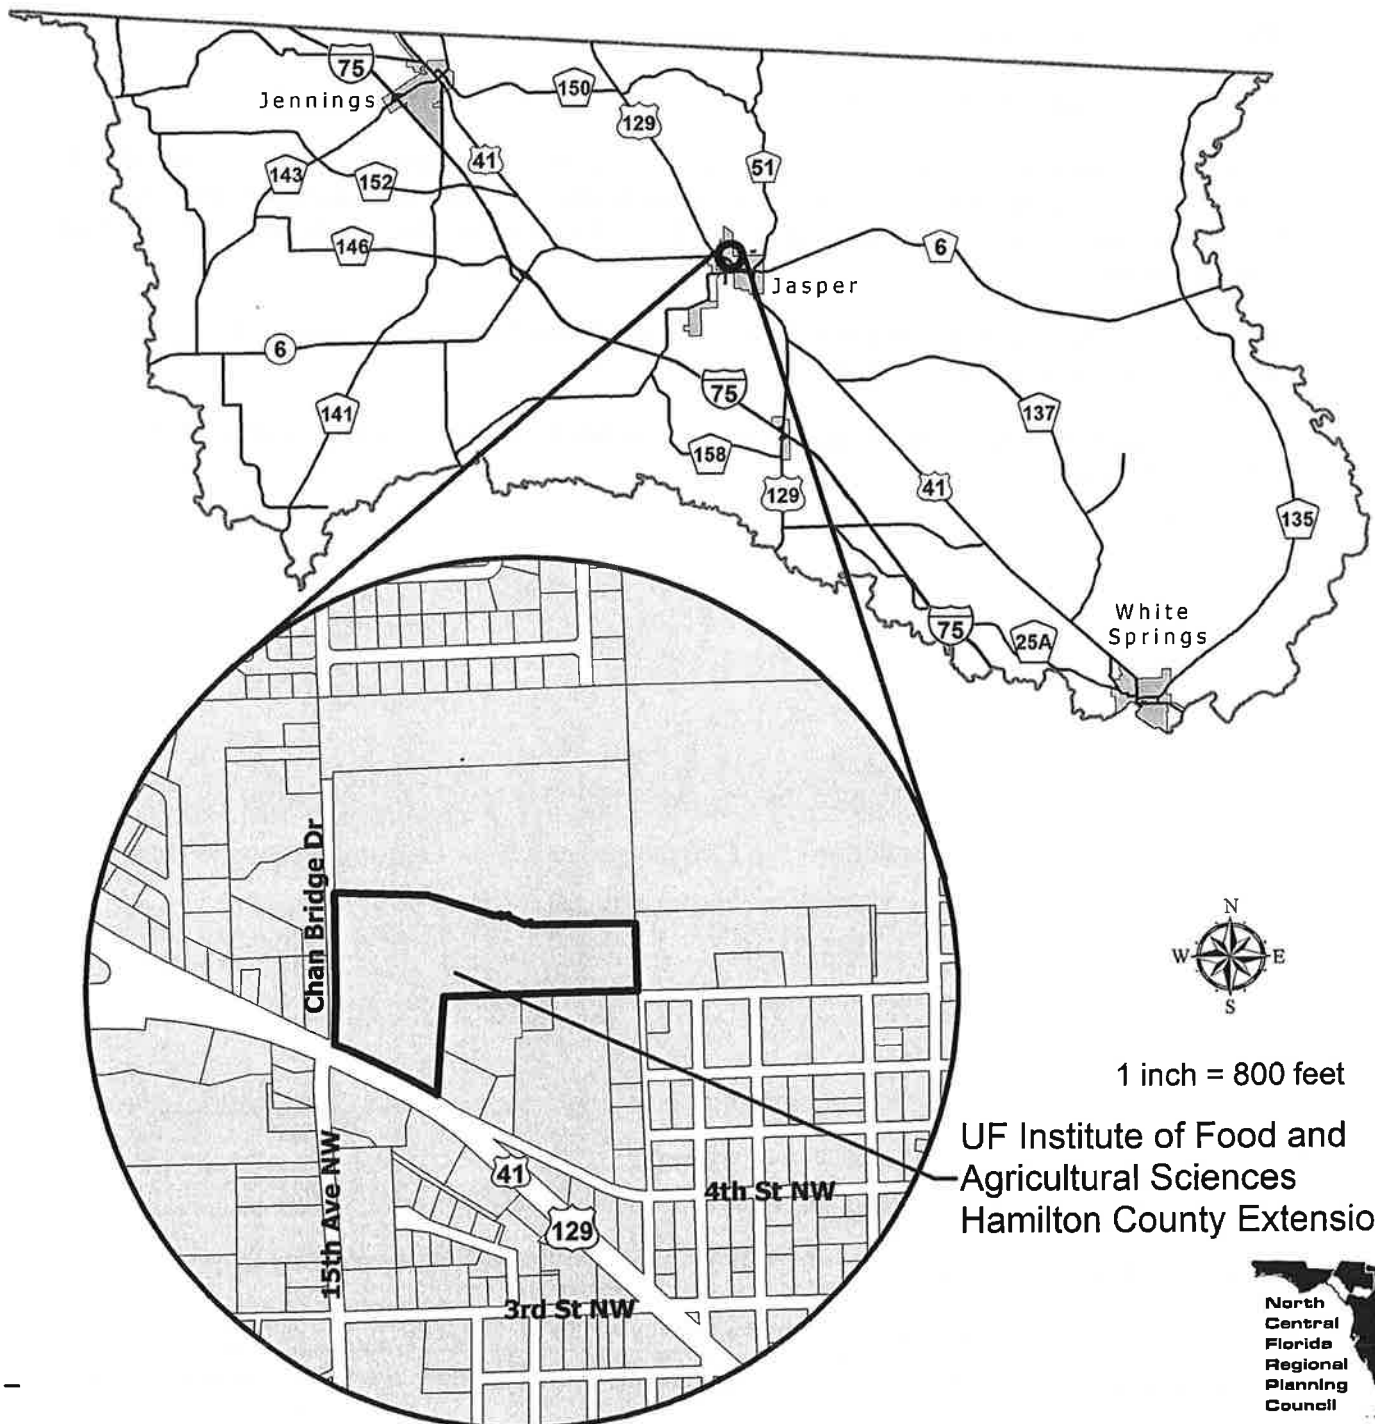 75
Jennings
150
129
41
51
143
152
146
6
Jasper
6
75
141
137
158
129
41
135
White
Springs
75
25A
Chan Bridge Dr
N
W
E
S
1 inch = 800 feet
UF Institute of Food and
Agricultural Sciences
Hamilton County Extensio
41
4th St NW
129
15th Ave NW
3rd St NW
North
Central
Florida
Regional
Planning
Council